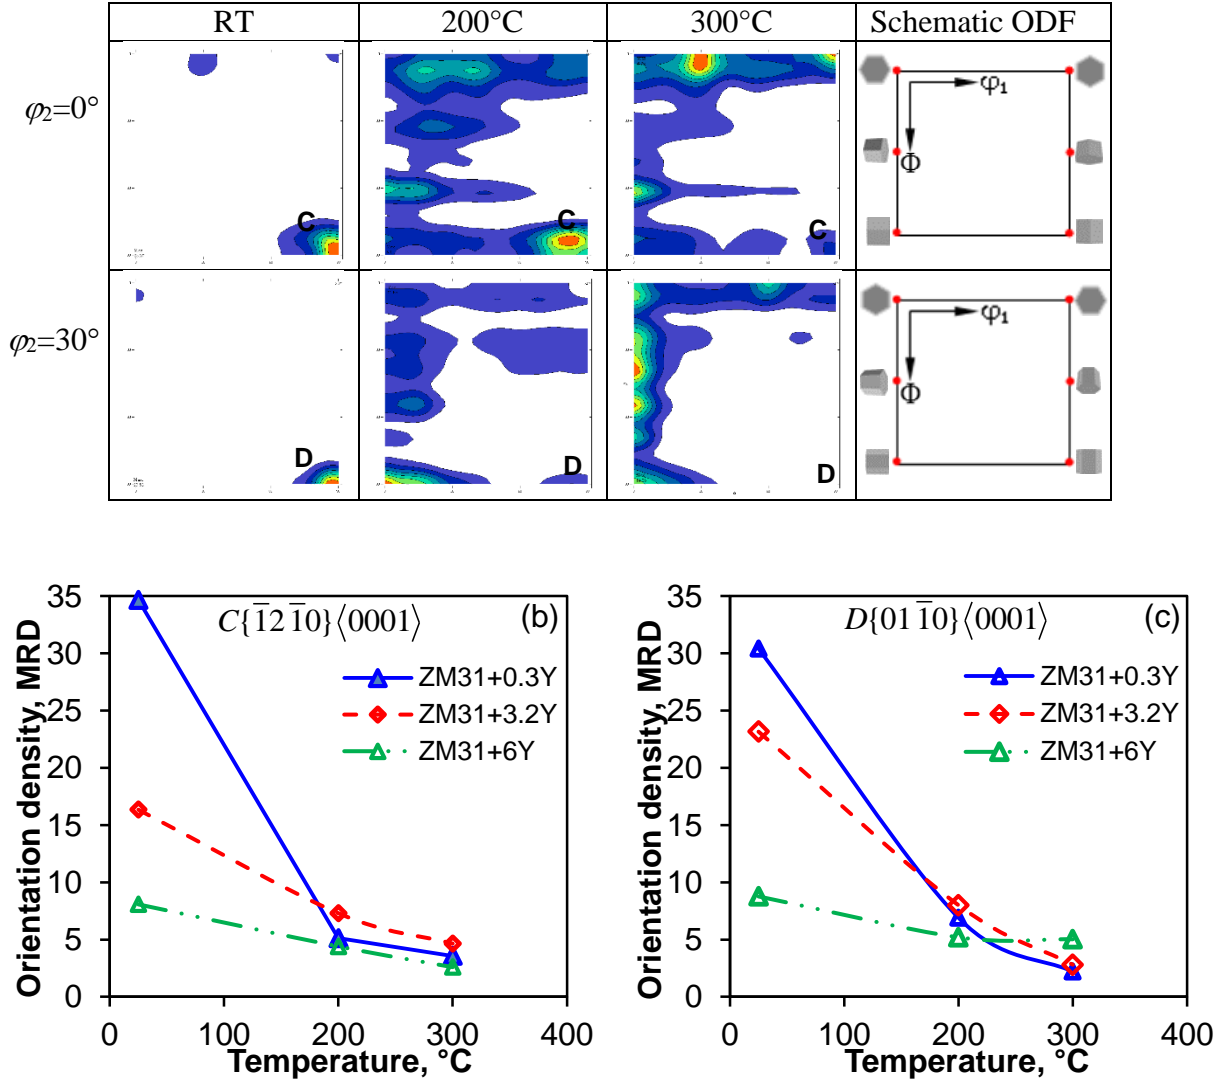 RT 200°C 300°C Schematic ODF
φ2=0°
C C C
φ1
Φ
φ2=30°
D D D
φ1
Φ
C{1̅21̅0}⟨0001⟩ (b)
ZM31+0.3Y
ZM31+3.2Y
ZM31+6Y
Orientation density, MRD
35
30
25
20
15
10
5
0
0 100 200 300 400
Temperature, °C
D{011̅0}⟨0001⟩ (c)
ZM31+0.3Y
ZM31+3.2Y
ZM31+6Y
Orientation density, MRD
35
30
25
20
15
10
5
0
0 100 200 300 400
Temperature, °C